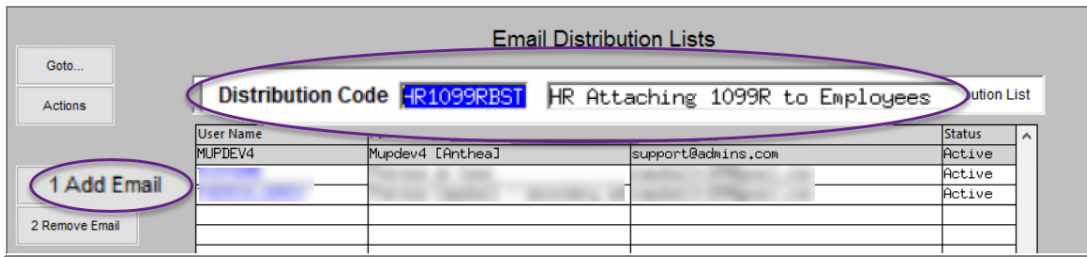 Email Distribution Lists
Goto...
Actions
Distribution Code HR1099RBST HR Attaching 1099R to Employees ution List
User Name Status
MUPDEV4 Mupdev4 [Anthea] support@admins.com Active
Active
1 Add Email
Active
2 Remove Email